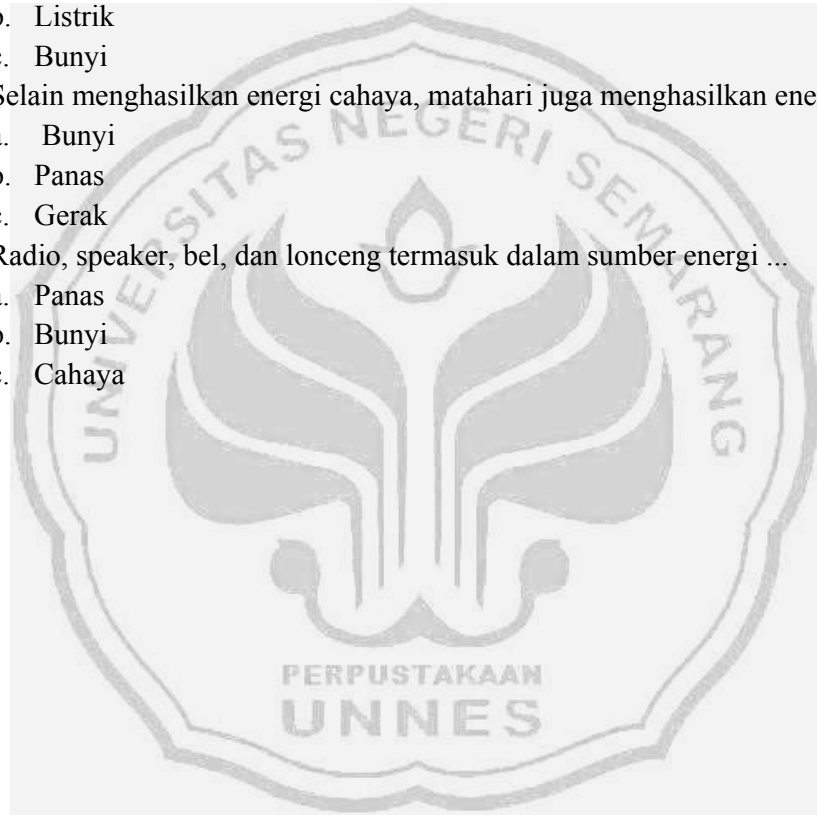 b. Listrik
c. Bunyi
Selain menghasilkan energi cahaya, matahari juga menghasilkan ene
a. Bunyi
b. Panas
c. Gerak
Radio, speaker, bel, dan lonceng termasuk dalam sumber energi ...
a. Panas
b. Bunyi
c. Cahaya
UNIVERSITAS NEGERI SEMARANG
PERPUSTAKAAN
UNNES